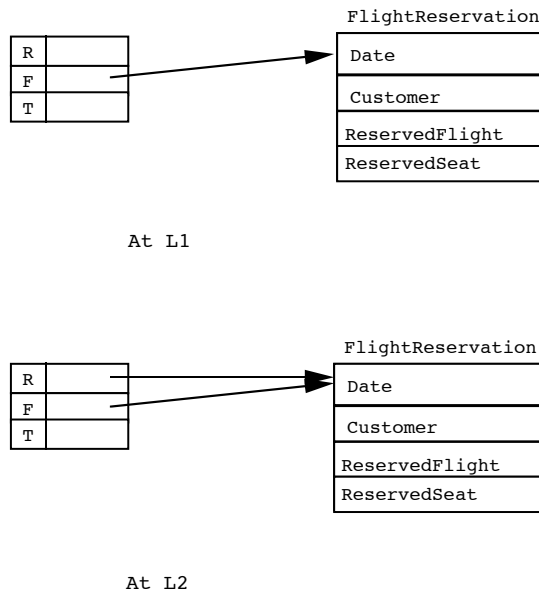 FlightReservation
R
F
T
Date
Customer
ReservedFlight
ReservedSeat
At L1
FlightReservation
R
F
T
Date
Customer
ReservedFlight
ReservedSeat
At L2